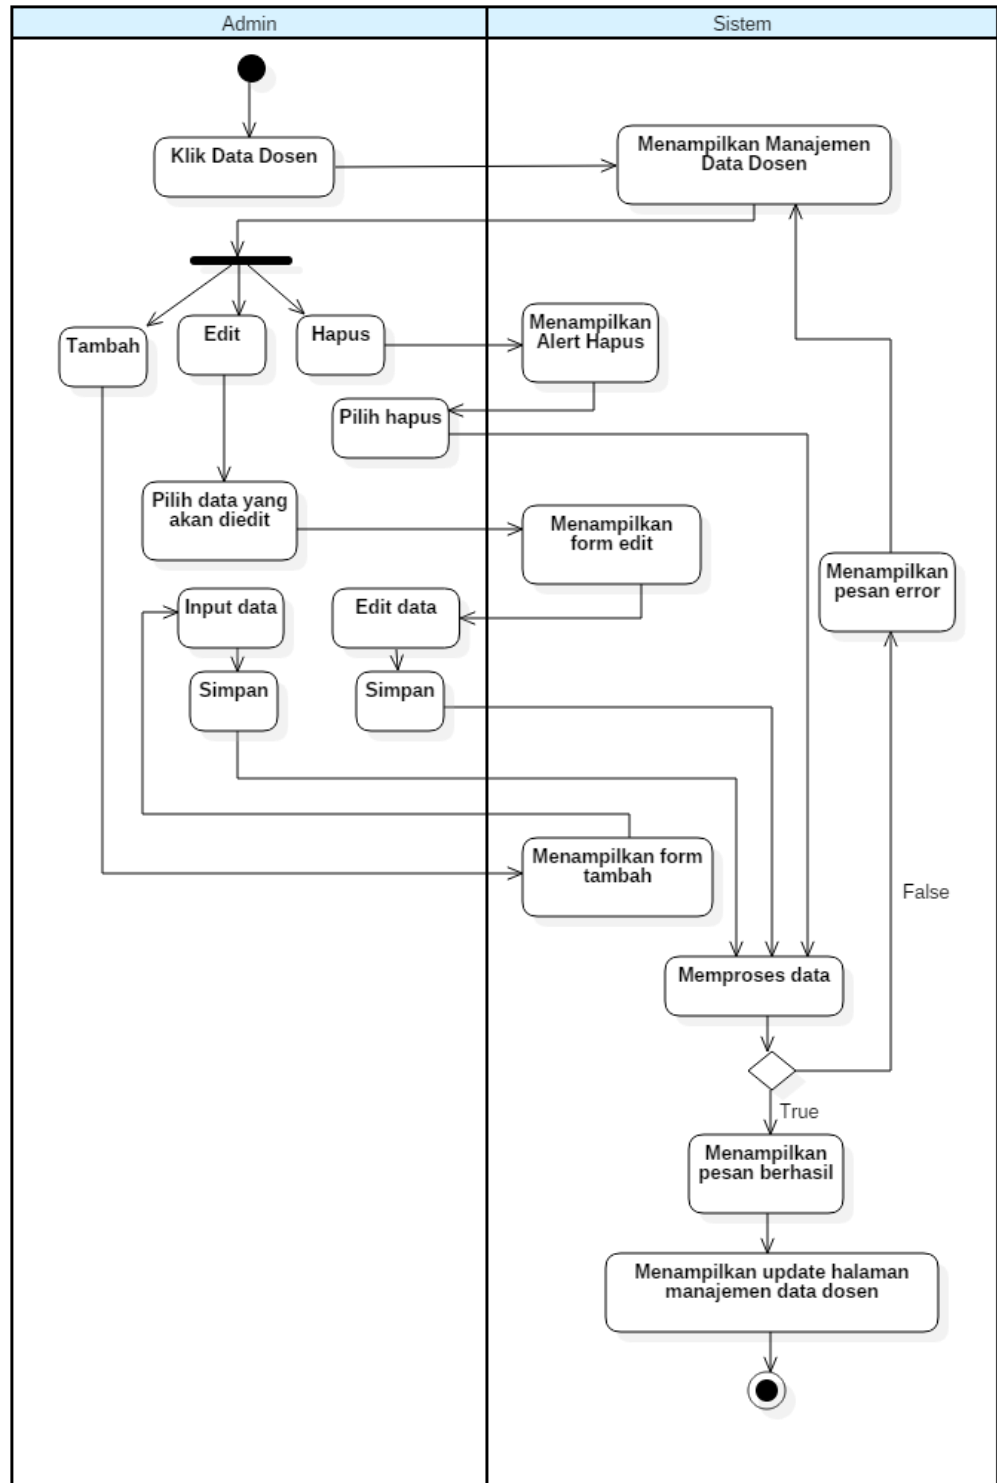 Admin
Sistem
Klik Data Dosen
Menampilkan Manajemen
Data Dosen
Tambah
Edit
Hapus
Menampilkan
Alert Hapus
Pilih hapus
Pilih data yang
akan diedit
Menampilkan
form edit
Menampilkan
pesan error
Input data
Edit data
Simpan
Simpan
Menampilkan form
tambah
False
Memproses data
True
Menampilkan
pesan berhasil
Menampilkan update halaman
manajemen data dosen